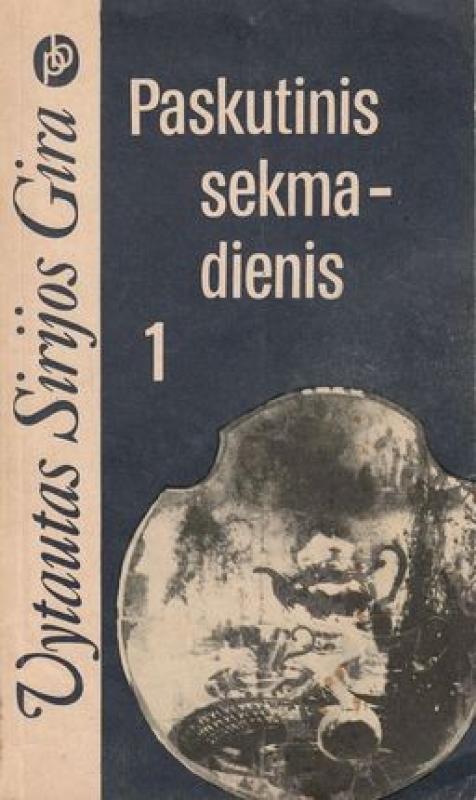 Vytautas Sirijos Gira
Paskutinis
sekma-
dienis
1